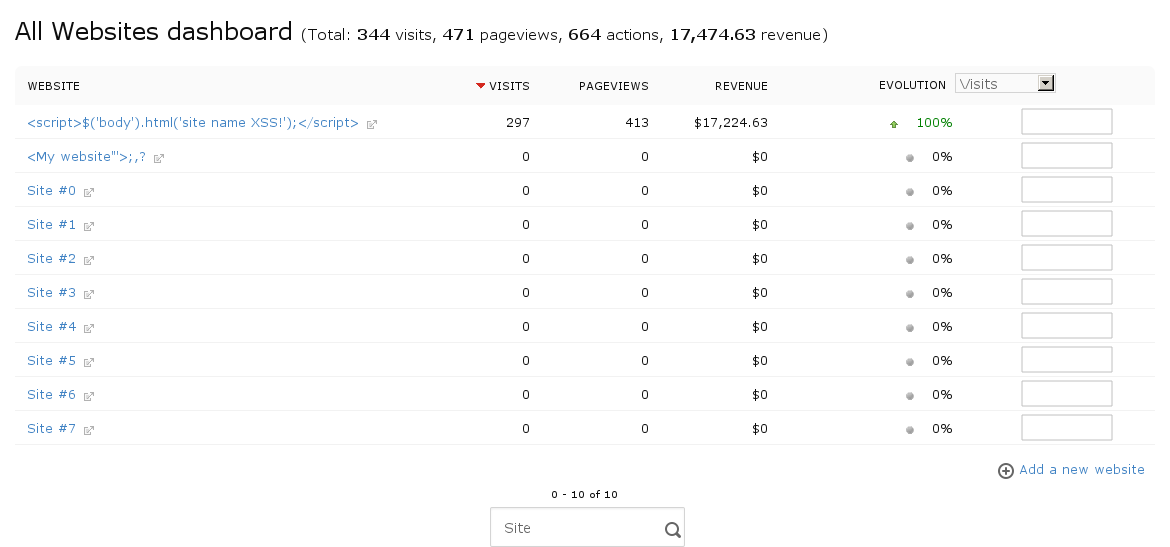 All Websites dashboard (Total: 344 visits, 471 pageviews, 664 actions, 17,474.63 revenue)
WEBSITE VISITS PAGEVIEWS REVENUE EVOLUTION Visits
<script>$('body').html('site name XSS!');</script> 297 413 $17,224.63 100%
<My website"'>;,? 0 0 $0 0%
Site #0 0 0 $0 0%
Site #1 0 0 $0 0%
Site #2 0 0 $0 0%
Site #3 0 0 $0 0%
Site #4 0 0 $0 0%
Site #5 0 0 $0 0%
Site #6 0 0 $0 0%
Site #7 0 0 $0 0%
Add a new website
0 - 10 of 10
Site